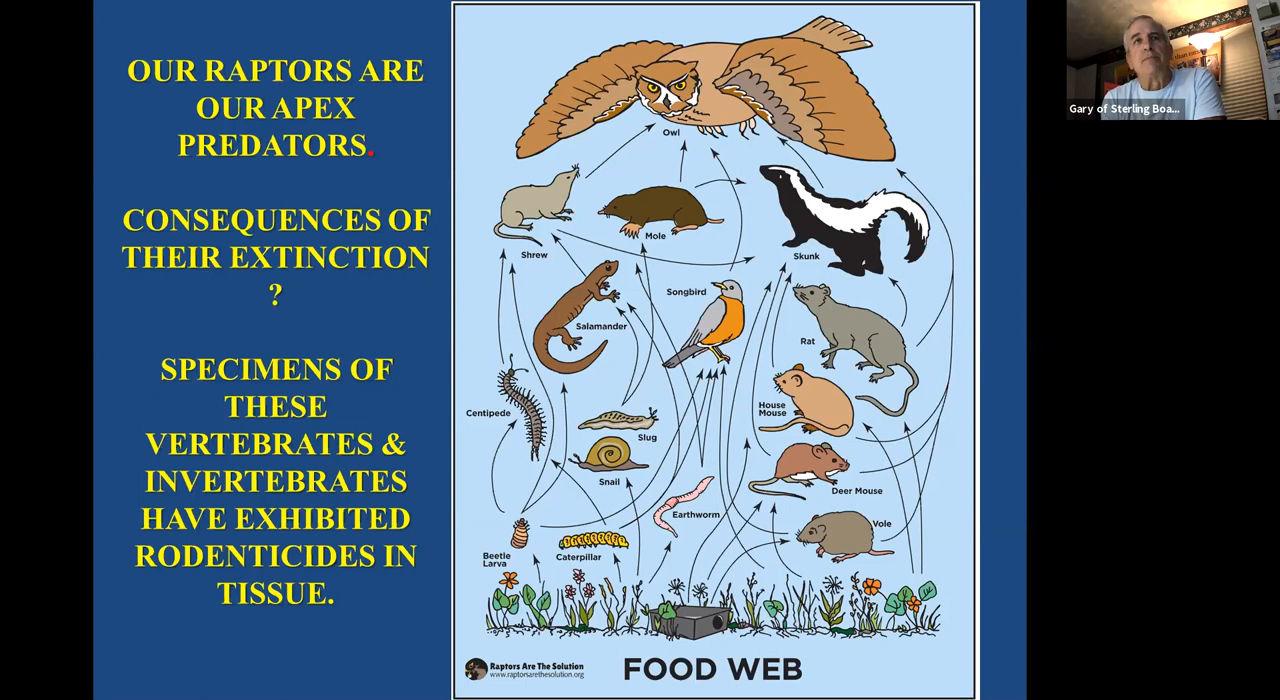 OUR RAPTORS ARE
OUR APEX
PREDATORS.
CONSEQUENCES OF
THEIR EXTINCTION
?
SPECIMENS OF
THESE
VERTEBRATES &
INVERTEBRATES
HAVE EXHIBITED
RODENTICIDES IN
TISSUE.
Owl
Mole
Shrew
Skunk
Songbird
Salamander
Rat
Centipede
House
Mouse
Slug
Snail
Deer Mouse
Earthworm
Vole
Beetle
Larva
Caterpillar
Raptors Are The Solution
www.raptorsarethesolution.org
FOOD WEB
Gary of Sterling Boa...